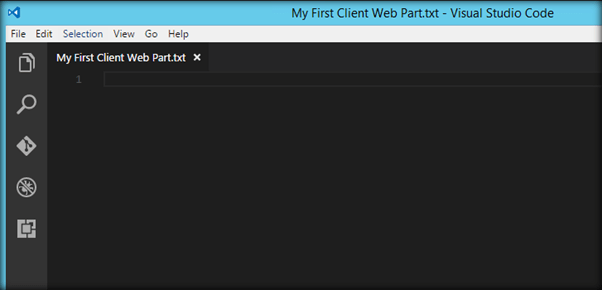 My First Client Web Part.txt - Visual Studio Code
File Edit Selection View Go Help
My First Client Web Part.txt ×
1